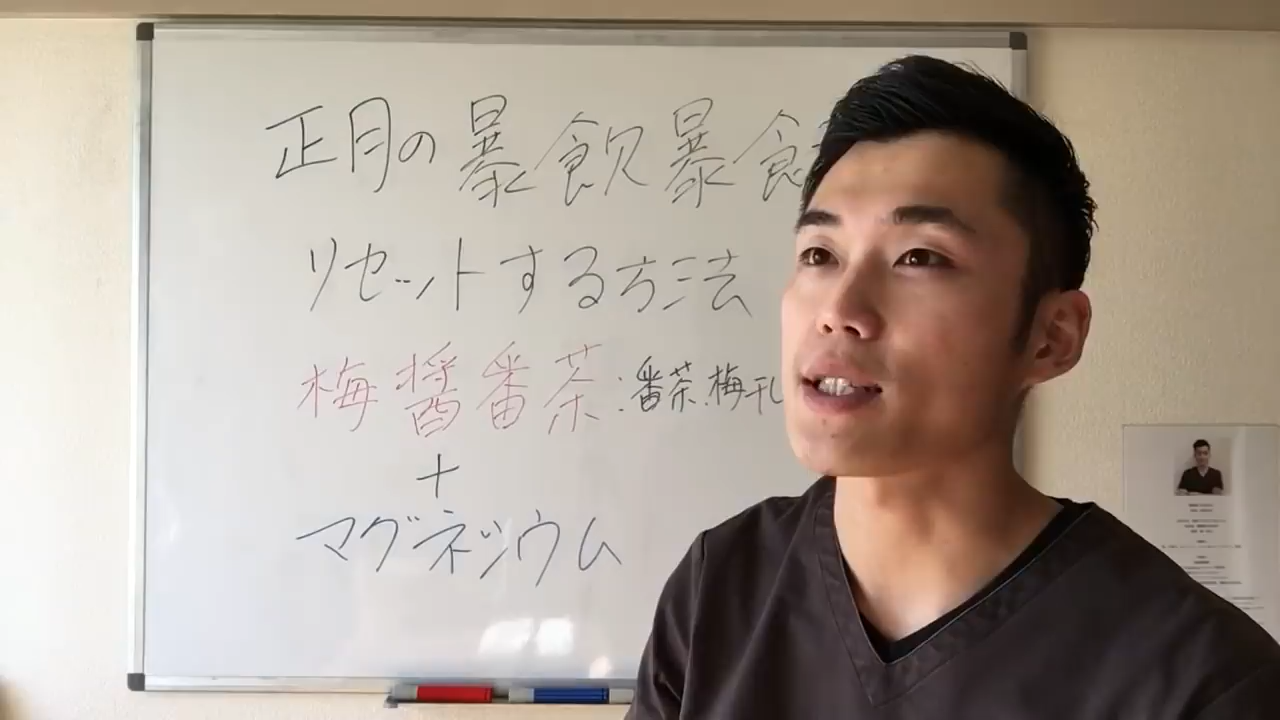 正月の暴飲暴食
リセットする方法
梅醤番茶:番茶、梅干し
+
マグネシウム